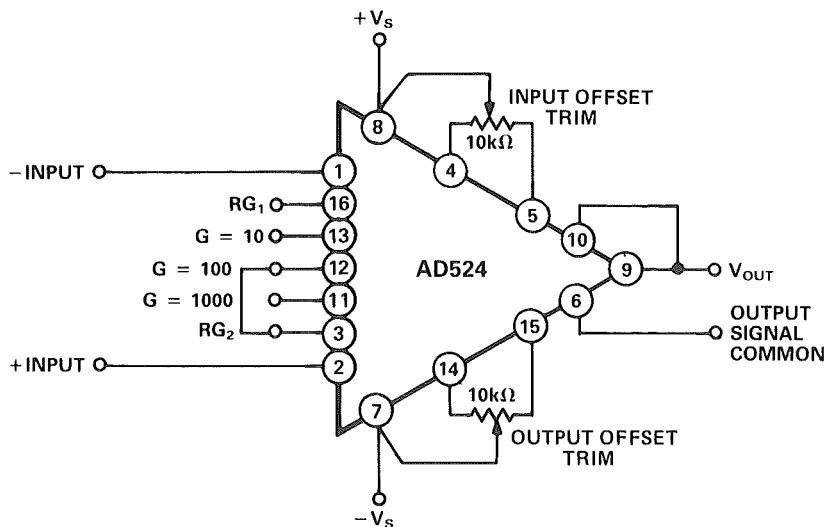 +VS
8
INPUT OFFSET
TRIM
10kΩ
−INPUT
1
4
RG1
16
5
G = 10
13
10
G = 100
12
AD524
9
VOUT
G = 1000
11
6
OUTPUT
SIGNAL
COMMON
RG2
3
15
+INPUT
2
14
10kΩ
7
OUTPUT OFFSET
TRIM
−VS